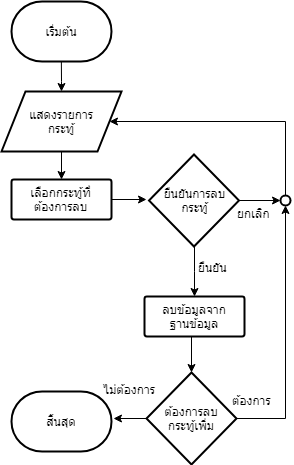 เริ่มต้น
แสดงรายการ
กระทู้
เลือกกระทู้ที่
ต้องการลบ
ยืนยันการลบ
กระทู้
ยกเลิก
ยืนยัน
ลบข้อมูลจาก
ฐานข้อมูล
ไม่ต้องการ
ต้องการ
ต้องการลบ
กระทู้เพิ่ม
สิ้นสุด